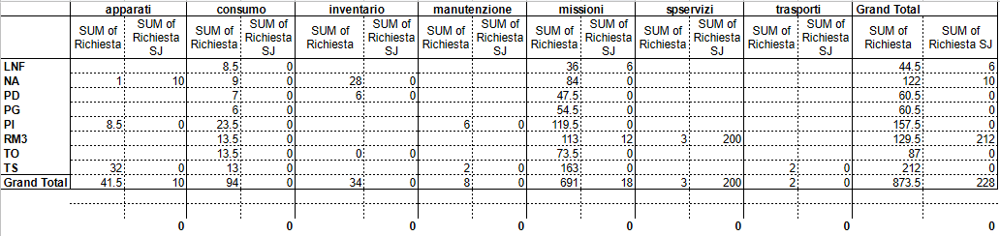 apparati consumo inventario manutenzione missioni spservizi trasporti Grand Total
SUM of Richiesta SUM of Richiesta SJ SUM of Richiesta SUM of Richiesta SJ SUM of Richiesta SUM of Richiesta SJ SUM of Richiesta SUM of Richiesta SJ SUM of Richiesta SUM of Richiesta SJ SUM of Richiesta SUM of Richiesta SJ SUM of Richiesta SUM of Richiesta SJ SUM of Richiesta SUM of Richiesta SJ
LNF 8.5 0 36 6 44.5 6
NA 1 10 9 0 28 0 84 0 122 10
PD 7 0 6 0 47.5 0 60.5 0
PG 6 0 54.5 0 60.5 0
PI 8.5 0 23.5 0 6 0 119.5 0 157.5 0
RM3 13.5 0 113 12 3 200 129.5 212
TO 13.5 0 0 0 73.5 0 87 0
TS 32 0 13 0 2 0 163 0 2 0 212 0
Grand Total 41.5 10 94 0 34 0 8 0 691 18 3 200 2 0 873.5 228
0 0 0 0 0 0 0 0